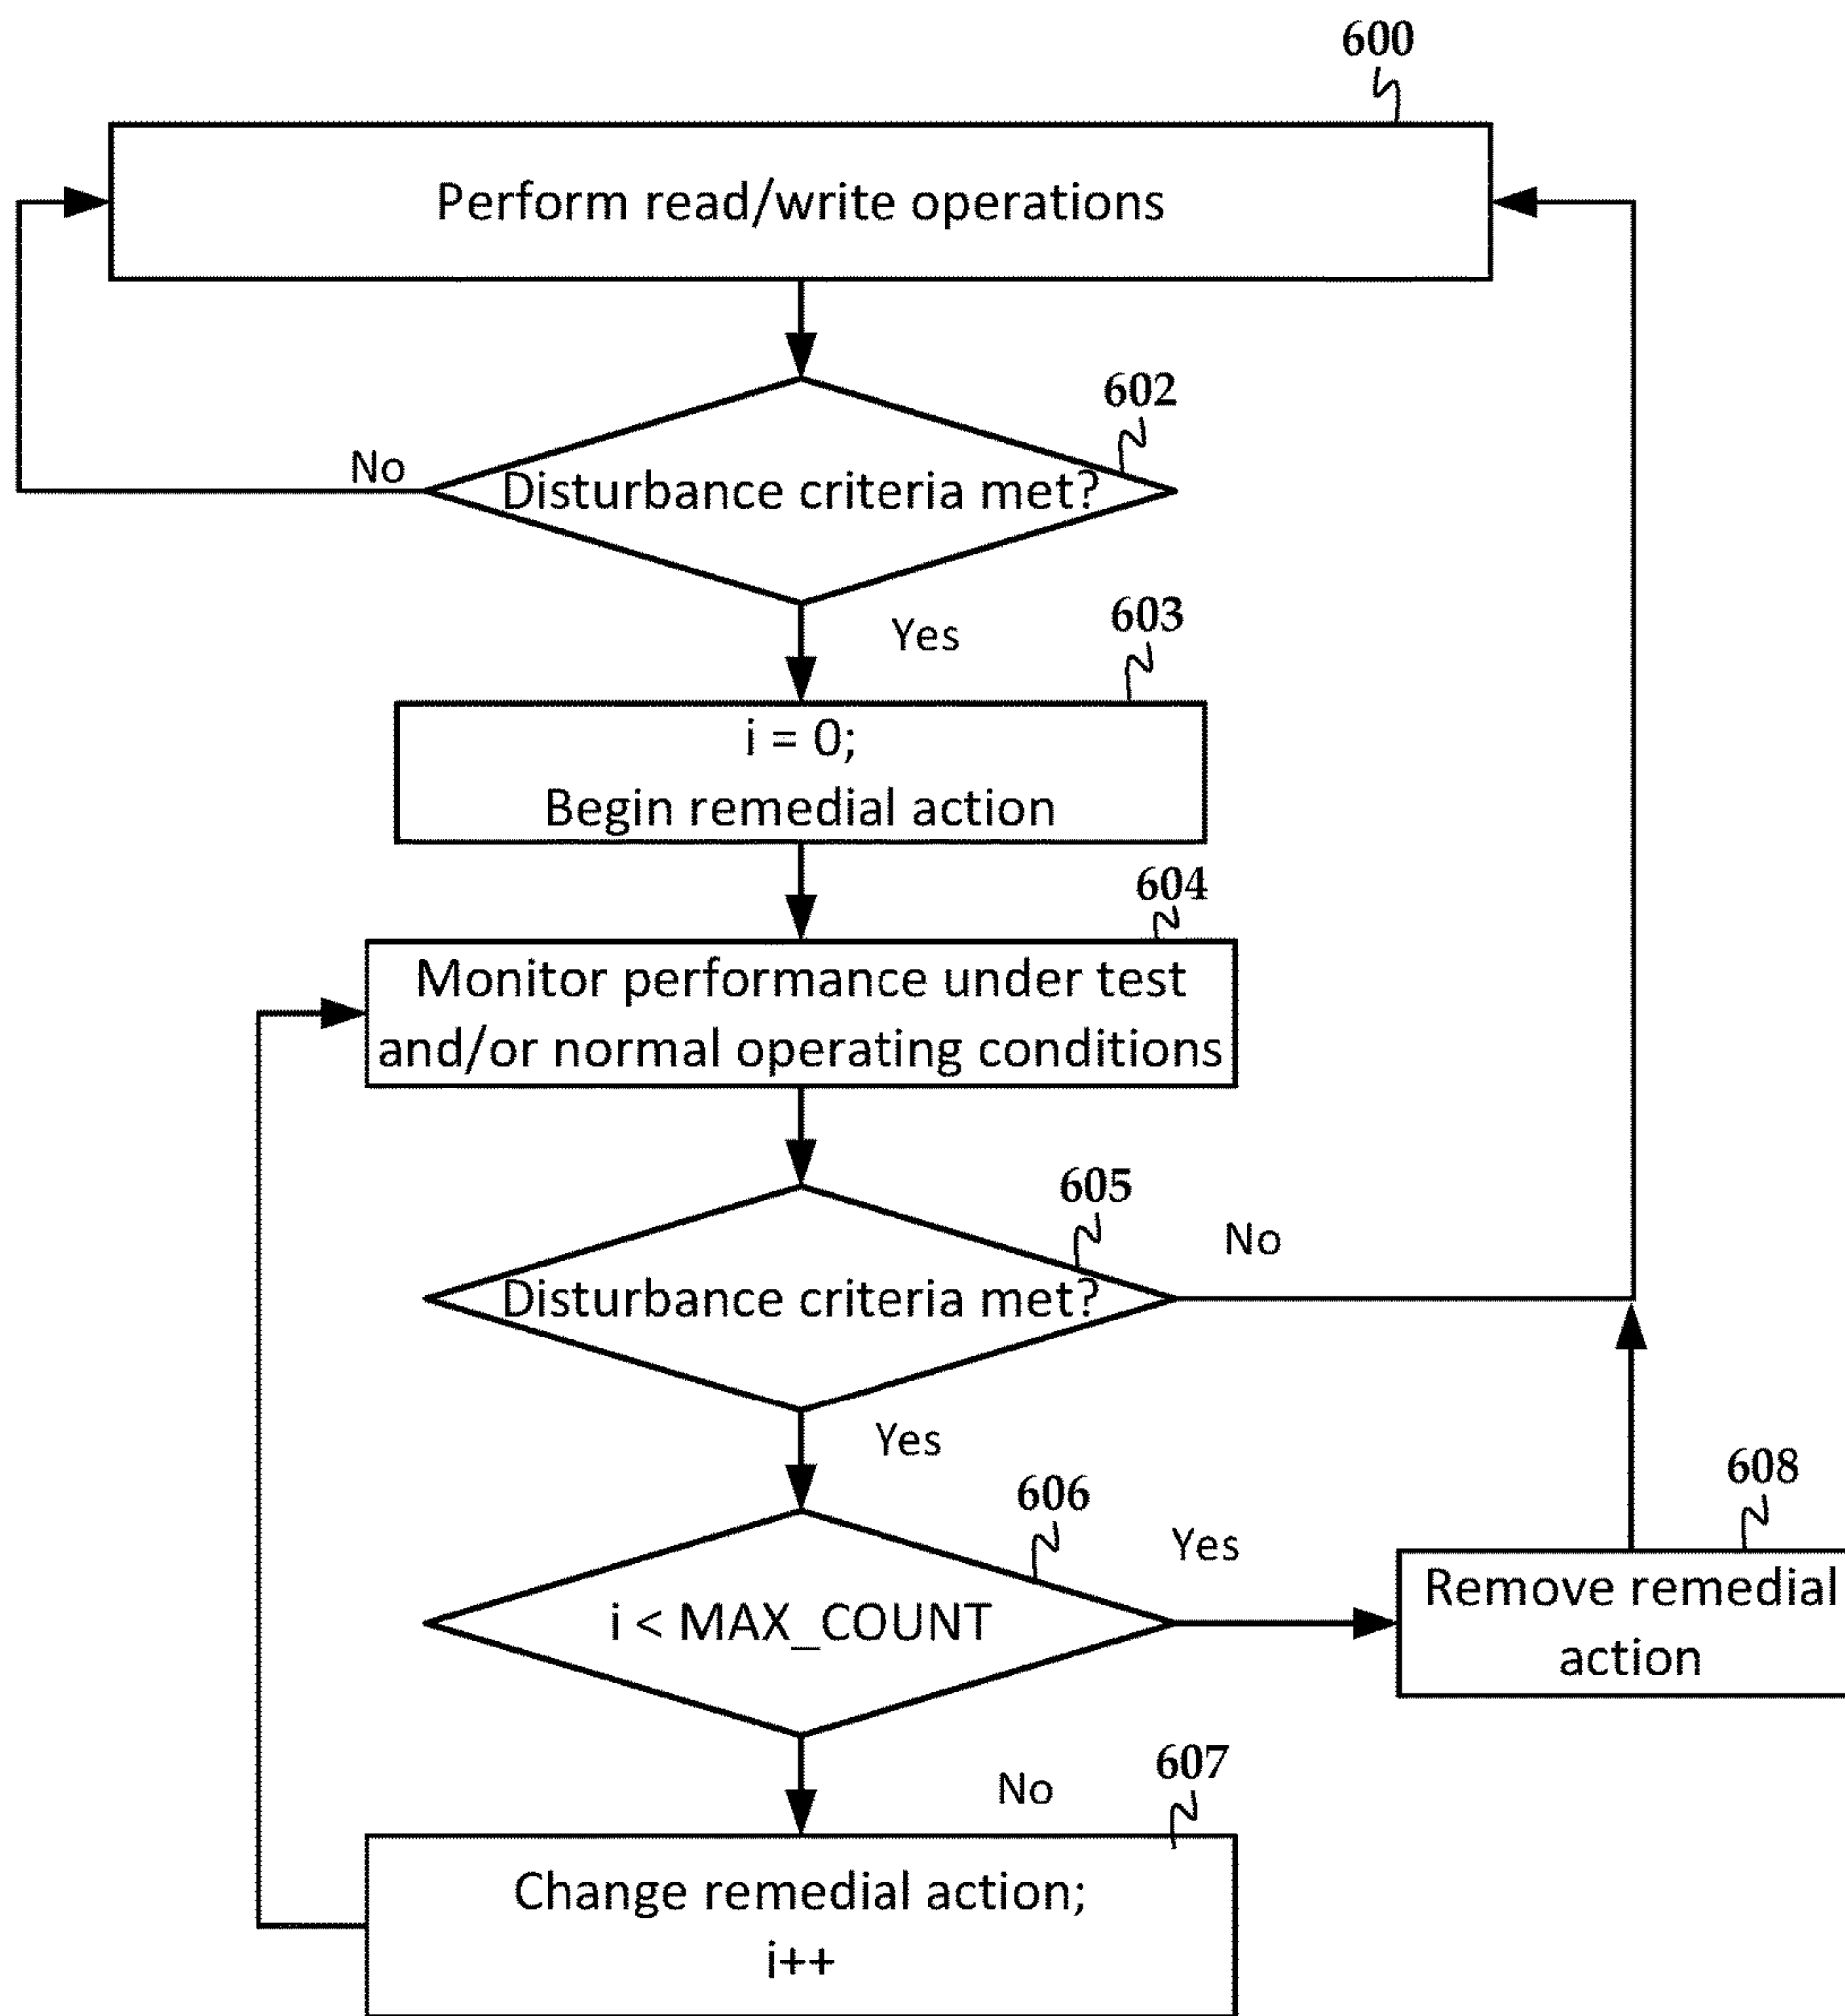 600
Perform read/write operations
602
No
Disturbance criteria met?
Yes
603
i = 0;
Begin remedial action
604
Monitor performance under test
and/or normal operating conditions
605
No
Disturbance criteria met?
Yes
606
Yes
608
i < MAX_COUNT
Remove remedial
action
No
607
Change remedial action;
i++